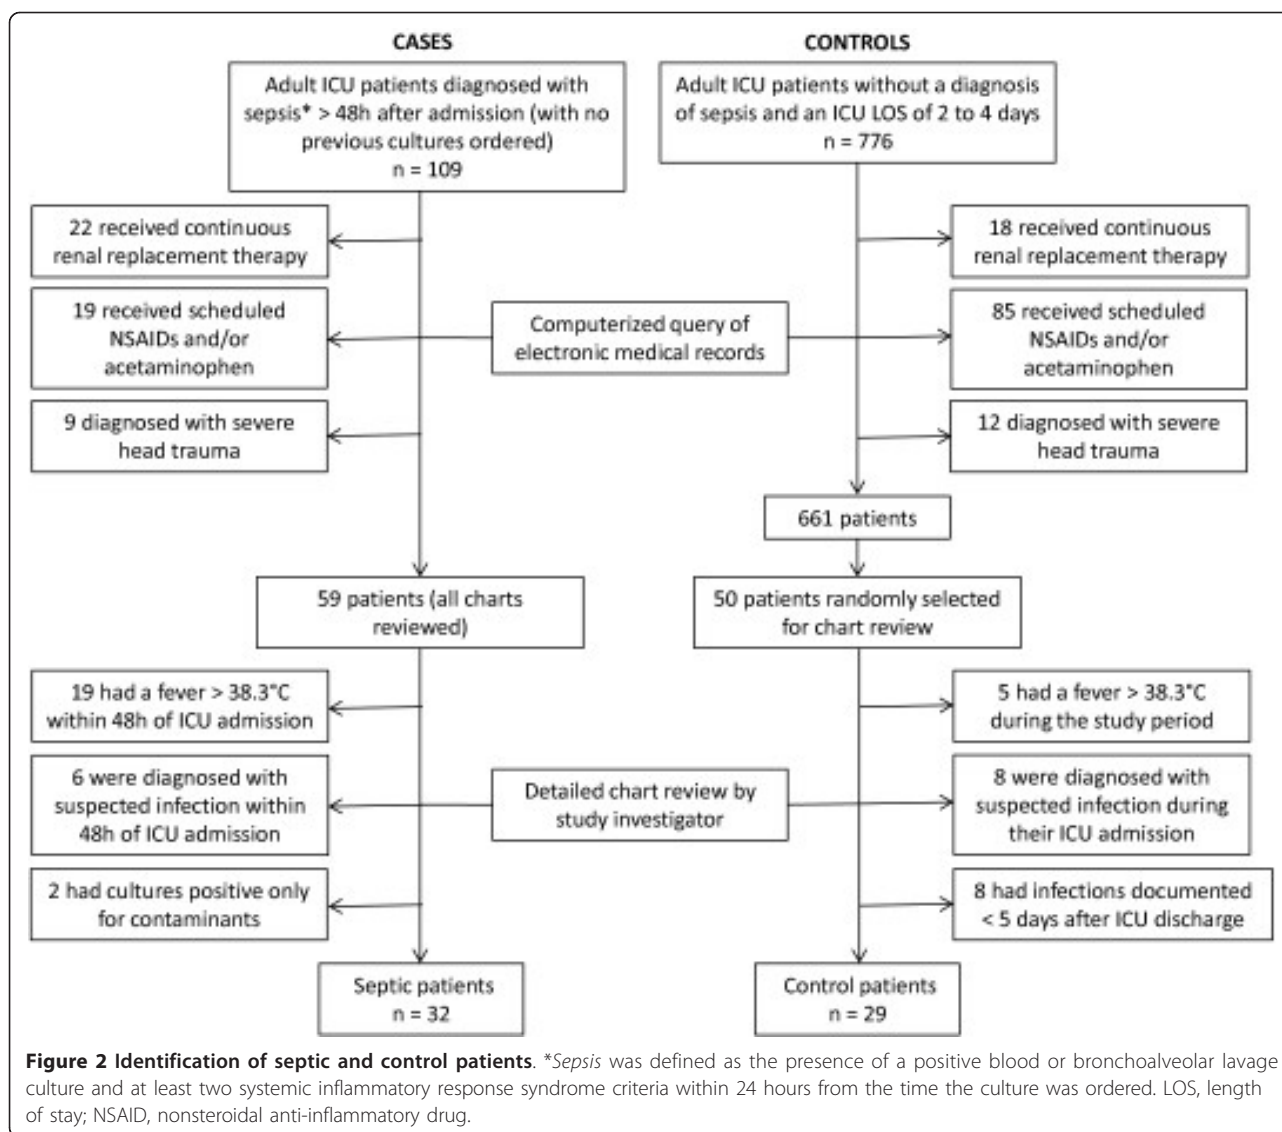 CASES
CONTROLS
Adult ICU patients diagnosed with
sepsis* > 48h after admission (with no
previous cultures ordered)
n = 109
Adult ICU patients without a diagnosis
of sepsis and an ICU LOS of 2 to 4 days
n = 776
22 received continuous
renal replacement therapy
18 received continuous
renal replacement therapy
19 received scheduled
NSAIDs and/or
acetaminophen
Computerized query of
electronic medical records
85 received scheduled
NSAIDs and/or
acetaminophen
9 diagnosed with severe
head trauma
12 diagnosed with severe
head trauma
661 patients
59 patients (all charts
reviewed)
50 patients randomly selected
for chart review
19 had a fever > 38.3°C
within 48h of ICU admission
5 had a fever > 38.3°C
during the study period
6 were diagnosed with
suspected infection within
48h of ICU admission
Detailed chart review by
study investigator
8 were diagnosed with
suspected infection during
their ICU admission
2 had cultures positive only
for contaminants
8 had infections documented
< 5 days after ICU discharge
Septic patients
n = 32
Control patients
n = 29
Figure 2 Identification of septic and control patients. *Sepsis was defined as the presence of a positive blood or bronchoalveolar lavage
culture and at least two systemic inflammatory response syndrome criteria within 24 hours from the time the culture was ordered. LOS, length
of stay; NSAID, nonsteroidal anti-inflammatory drug.